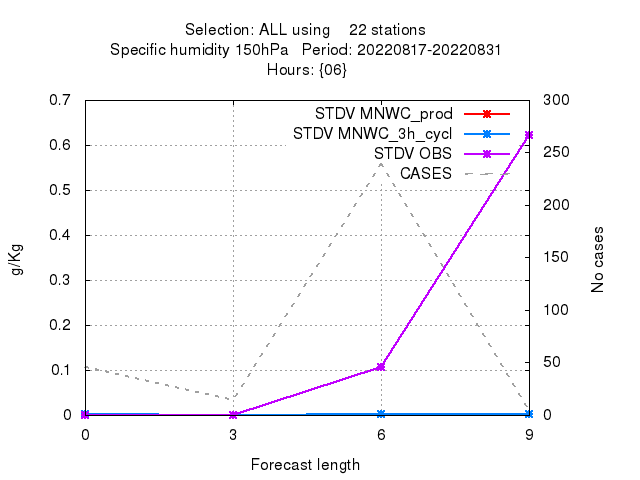 Selection: ALL using    22 stations
Specific humidity 150hPa   Period: 20220817-20220831
Hours: {06}
STDV MNWC_prod
STDV MNWC_3h_cycl
STDV OBS
CASES
0.7
0.6
0.5
0.4
0.3
0.2
0.1
0
g/Kg
300
250
200
150
100
50
0
No cases
0 3 6 9
Forecast length